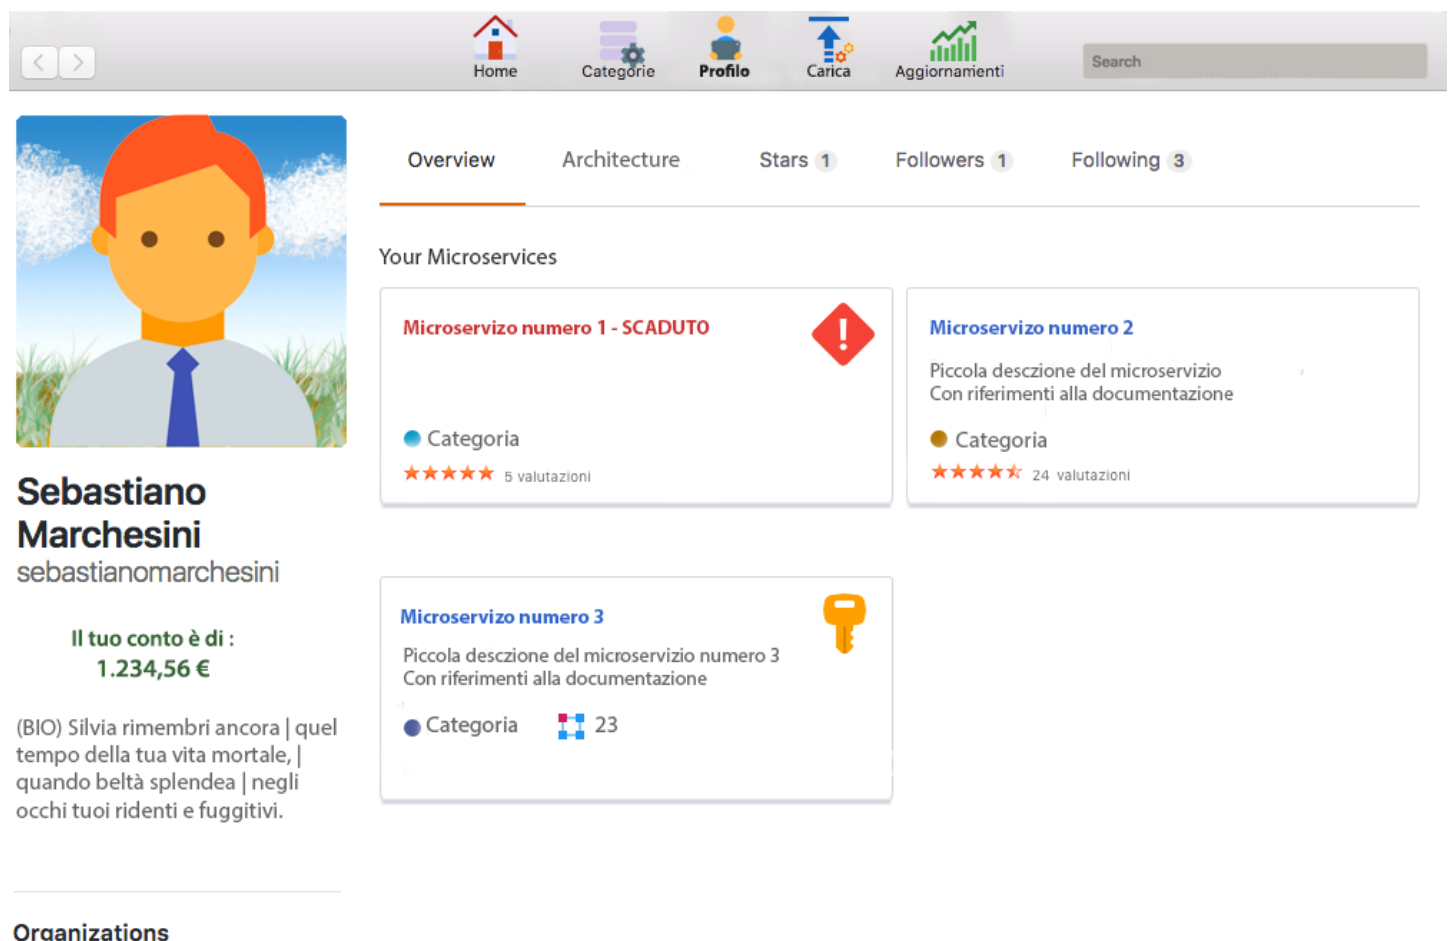 Home
Categorie
Profilo
Carica
Aggiornamenti
Search
Overview
Architecture
Stars 1
Followers 1
Following 3
Your Microservices
Microservizo numero 1 - SCADUTO
!
Categoria
5 valutazioni
Microservizo numero 2
Piccola desczione del microservizio
Con riferimenti alla documentazione
Categoria
24 valutazioni
Microservizo numero 3
Piccola desczione del microservizio numero 3
Con riferimenti alla documentazione
Categoria
23
Sebastiano
Marchesini
sebastianomarchesini
Il tuo conto è di :
1.234,56 €
(BIO) Silvia rimembri ancora | quel
tempo della tua vita mortale, |
quando beltà splendea | negli
occhi tuoi ridenti e fuggitivi.
Organizations